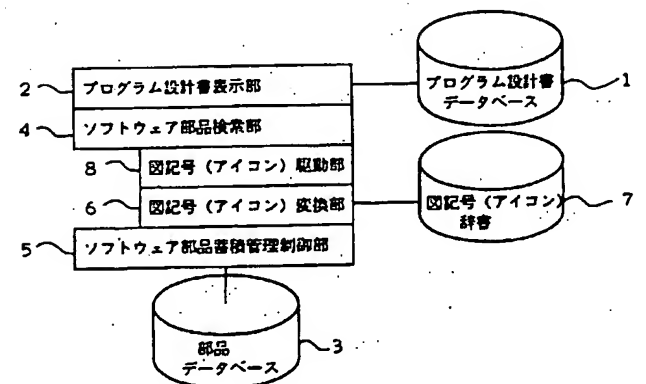 2 プログラム設計書表示部
プログラム設計書
データベース 1
4 ソフトウェア部品検索部
8 図記号(アイコン)駆動部
6 図記号(アイコン)変換部
図記号(アイコン)
辞書 7
5 ソフトウェア部品蓄積管理制御部
部品
データベース 3